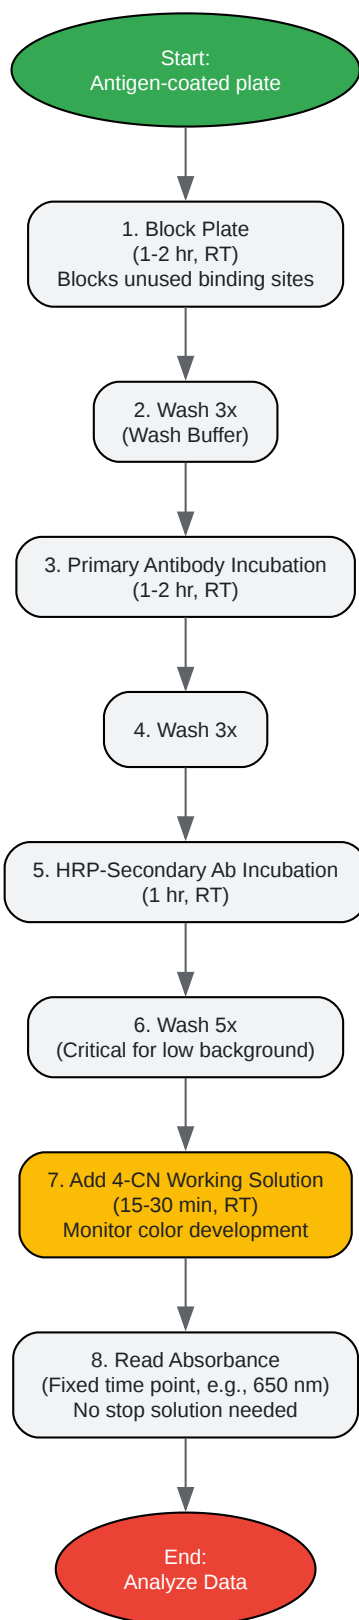 Start:
Antigen-coated plate
1. Block Plate
(1-2 hr, RT)
Blocks unused binding sites
2. Wash 3x
(Wash Buffer)
3. Primary Antibody Incubation
(1-2 hr, RT)
4. Wash 3x
5. HRP-Secondary Ab Incubation
(1 hr, RT)
6. Wash 5x
(Critical for low background)
7. Add 4-CN Working Solution
(15-30 min, RT)
Monitor color development
8. Read Absorbance
(Fixed time point, e.g., 650 nm)
No stop solution needed
End:
Analyze Data